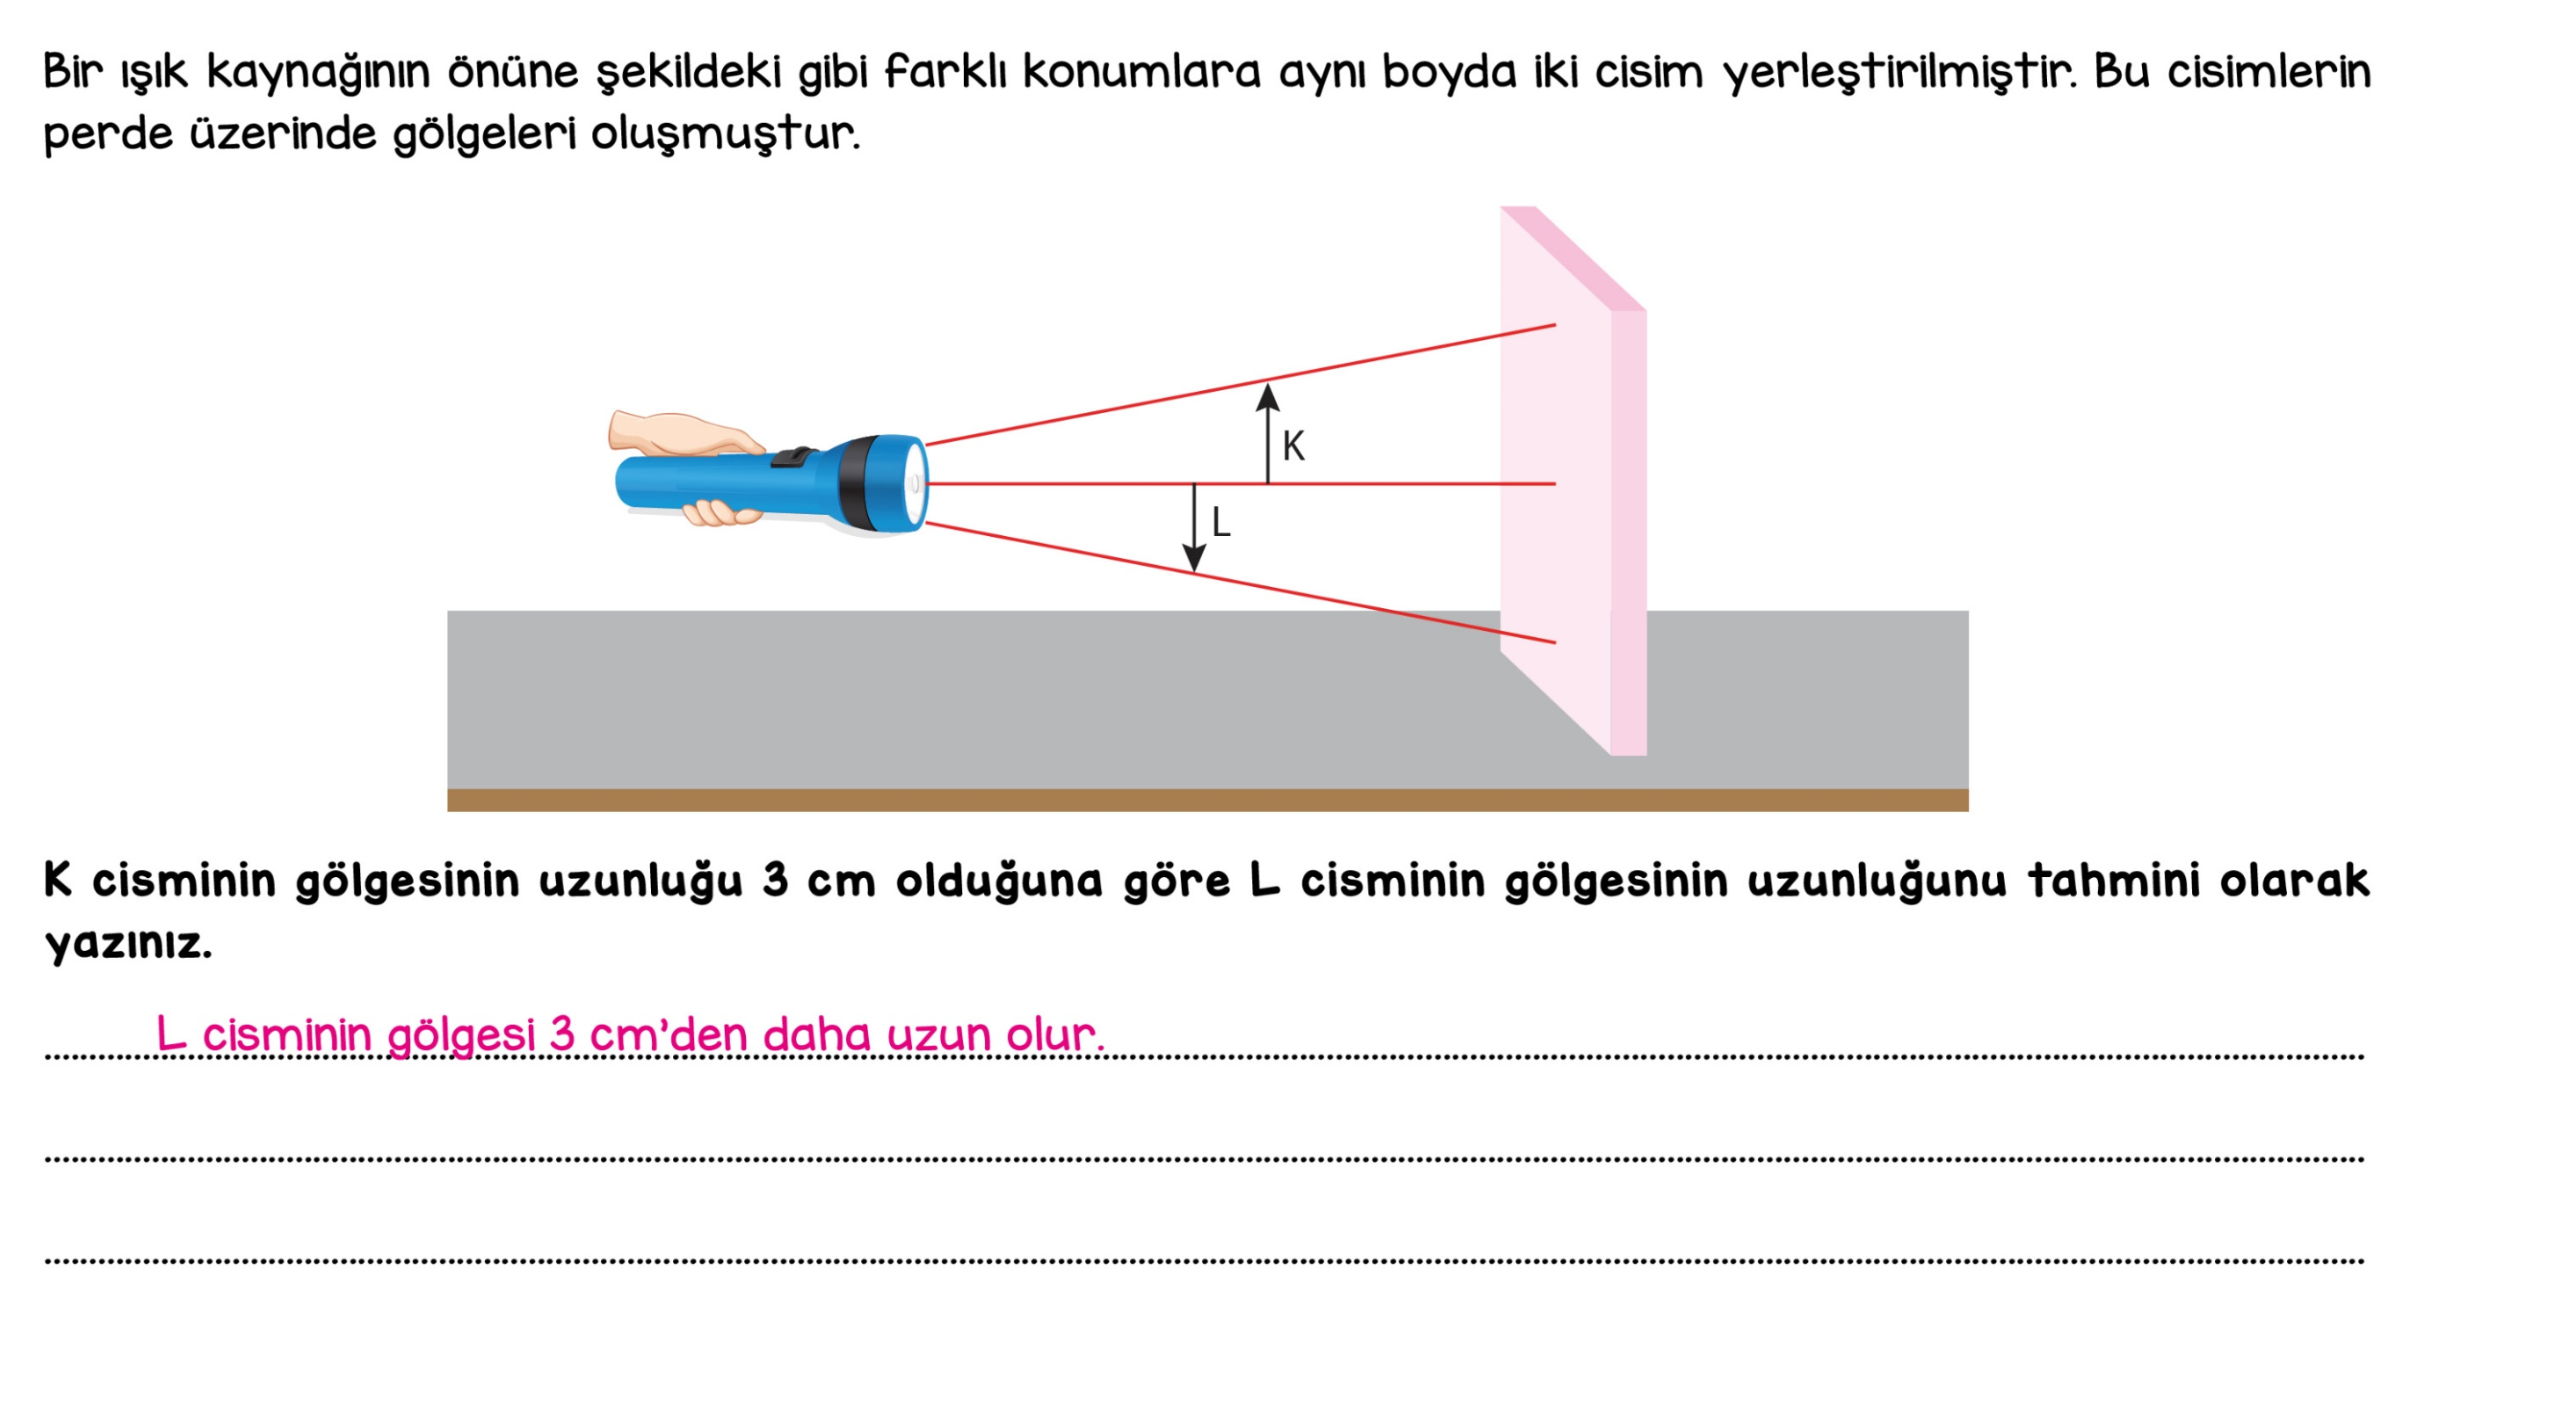 Bir ışık kaynağının önüne şekildeki gibi farklı konumlara aynı boyda iki cisim yerleştirilmiştir. Bu cisimlerin
perde üzerinde gölgeleri oluşmuştur.
K
L
K cisminin gölgesinin uzunluğu 3 cm olduğuna göre L cisminin gölgesinin uzunluğunu tahmini olarak
yazınız.
L cisminin gölgesi 3 cm'den daha uzun olur.